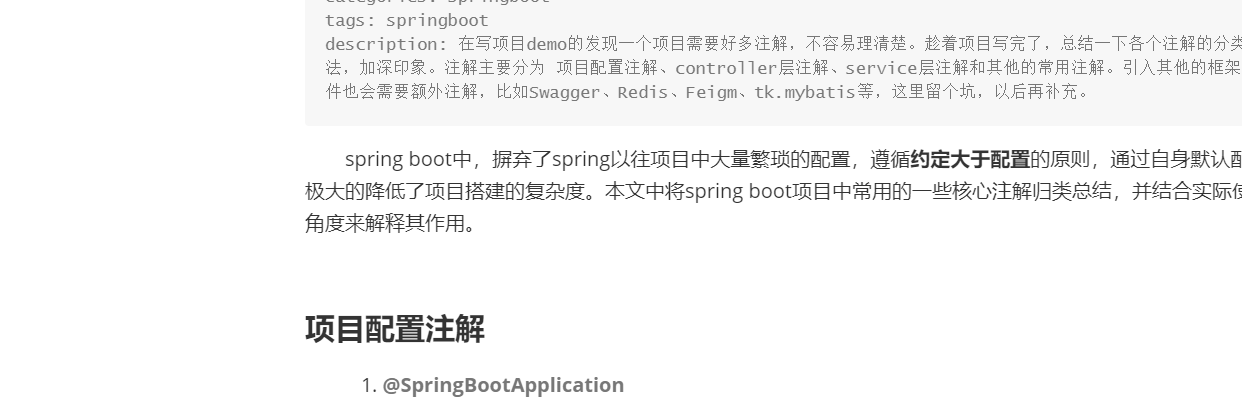 categories: springboot
tags: springboot
description: 在写项目demo的发现一个项目需要好多注解，不容易理清楚。趁着项目写完了，总结一下各个注解的分类
法，加深印象。注解主要分为 项目配置注解、controller层注解、service层注解和其他的常用注解。引入其他的框架
件也会需要额外注解，比如Swagger、Redis、Feigm、tk.mybatis等，这里留个坑，以后再补充。
spring boot中，摒弃了spring以往项目中大量繁琐的配置，遵循约定大于配置的原则，通过自身默认配
极大的降低了项目搭建的复杂度。本文中将spring boot项目中常用的一些核心注解归类总结，并结合实际使
角度来解释其作用。
项目配置注解
1. @SpringBootApplication